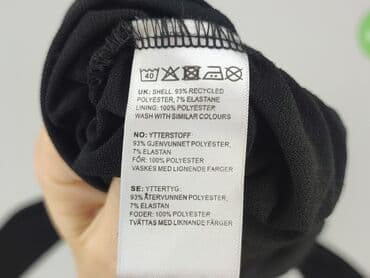 40
UK: SHELL: 93% RECYCLED
POLYESTER, 7% ELASTANE
LINING: 100% POLYESTER
WASH WITH SIMILAR COLOURS
NO: YTTERSTOFF:
93% GJENVUNNET POLYESTER,
7% ELASTAN
FÔR: 100% POLYESTER
VASKES MED LIGNENDE FARGER
SE: YTTERTYG:
93% ÅTERVUNNEN POLYESTER,
7% ELASTAN
FODER: 100% POLYESTER
TVÄTTAS MED LIKNANDE FÄRGER